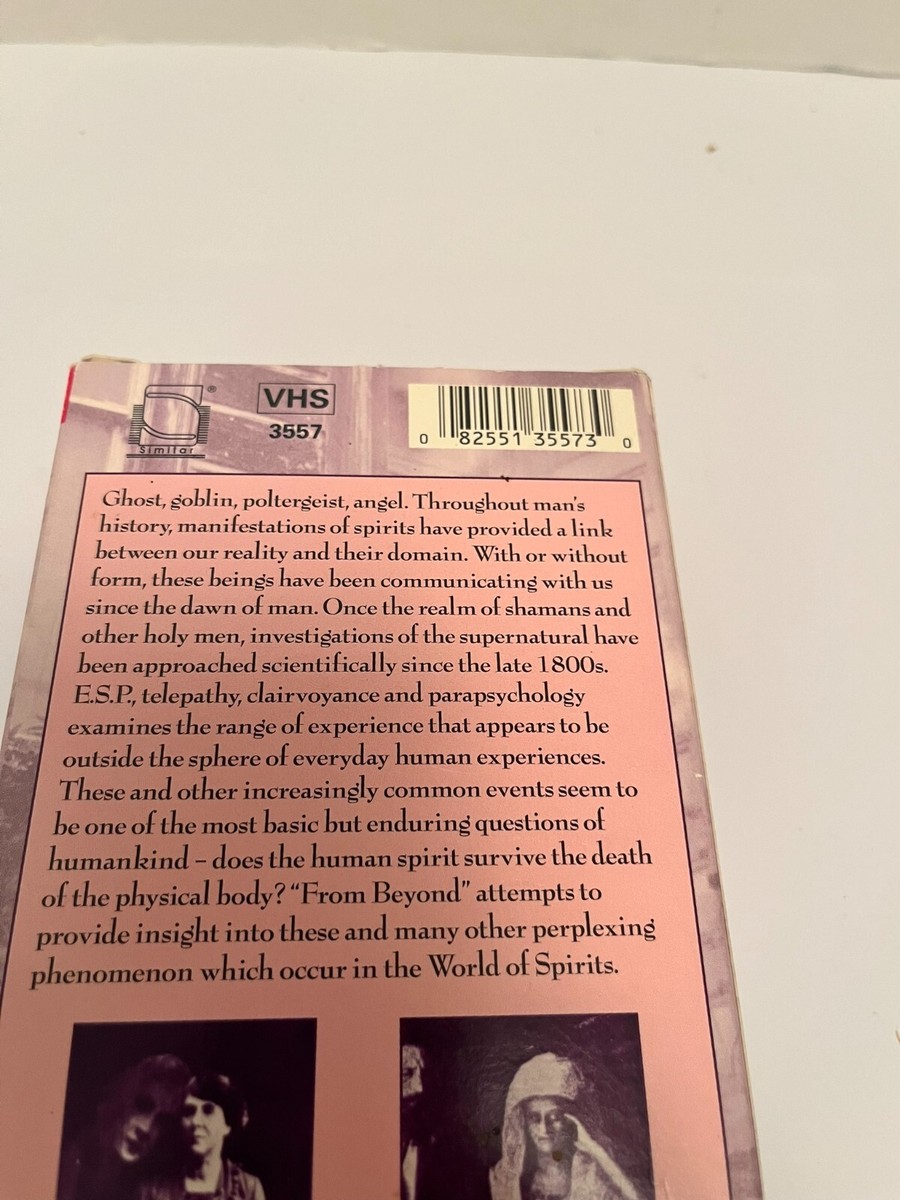 ®
Similar
VHS
3557
0 82551 35573 0
Ghost, goblin, poltergeist, angel. Throughout man's
history, manifestations of spirits have provided a link
between our reality and their domain. With or without
form, these beings have been communicating with us
since the dawn of man. Once the realm of shamans and
other holy men, investigations of the supernatural have
been approached scientifically since the late 1800s.
E.S.P., telepathy, clairvoyance and parapsychology
examines the range of experience that appears to be
outside the sphere of everyday human experiences.
These and other increasingly common events seem to
be one of the most basic but enduring questions of
humankind – does the human spirit survive the death
of the physical body? "From Beyond" attempts to
provide insight into these and many other perplexing
phenomenon which occur in the World of Spirits.